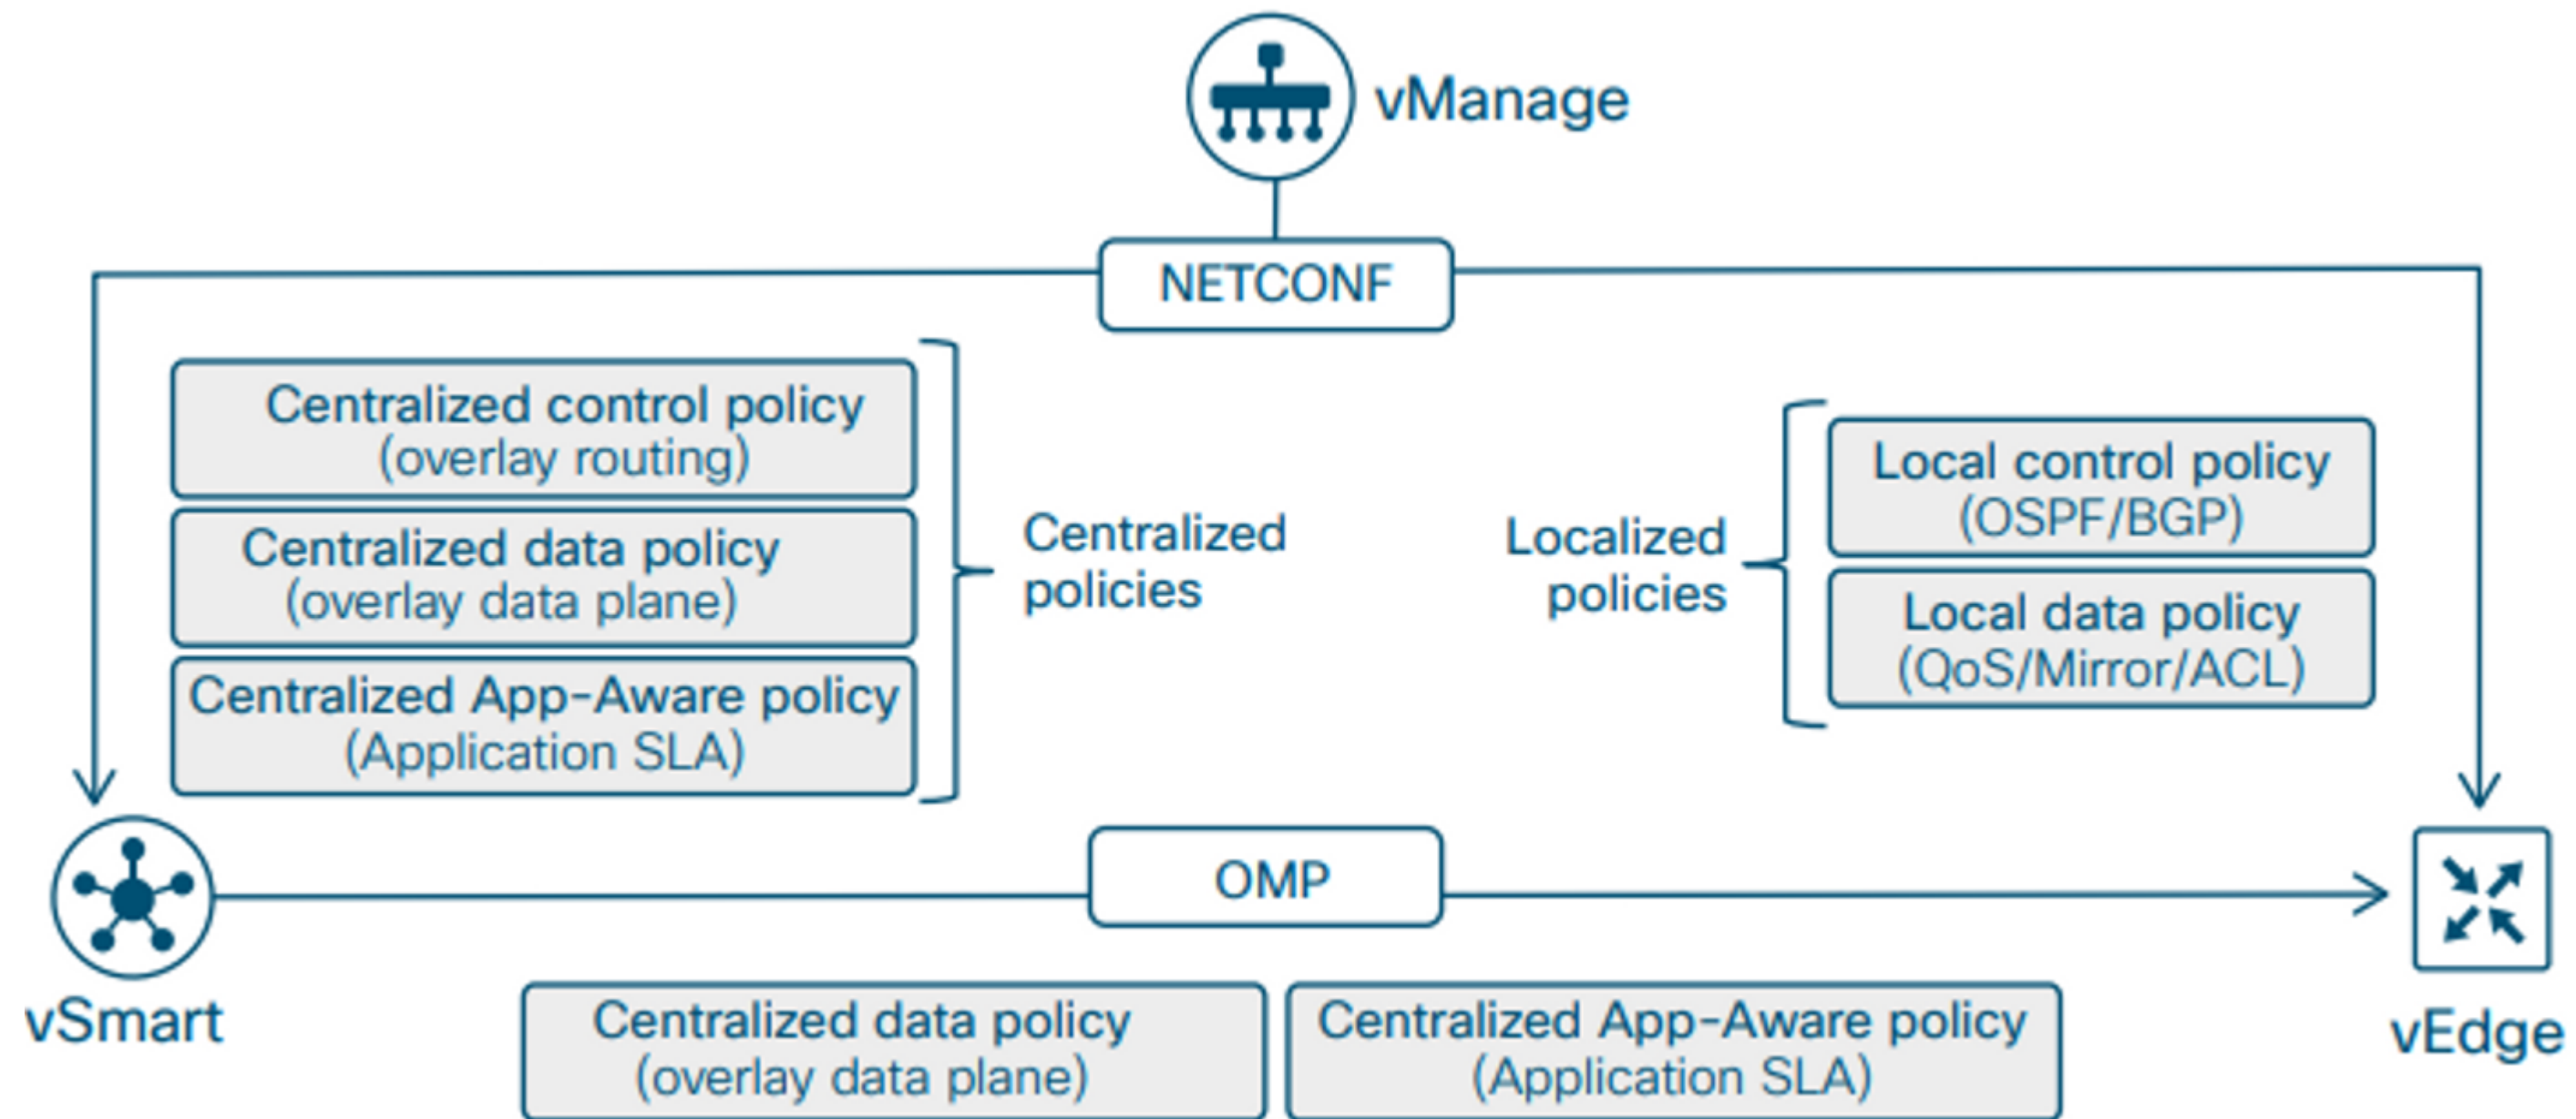 vManage
NETCONF
Centralized control policy
(overlay routing)
Centralized data policy
(overlay data plane)
Centralized App-Aware policy
(Application SLA)
Centralized
policies
Localized
policies
Local control policy
(OSPF/BGP)
Local data policy
(QoS/Mirror/ACL)
OMP
vSmart
vEdge
Centralized data policy
(overlay data plane)
Centralized App-Aware policy
(Application SLA)